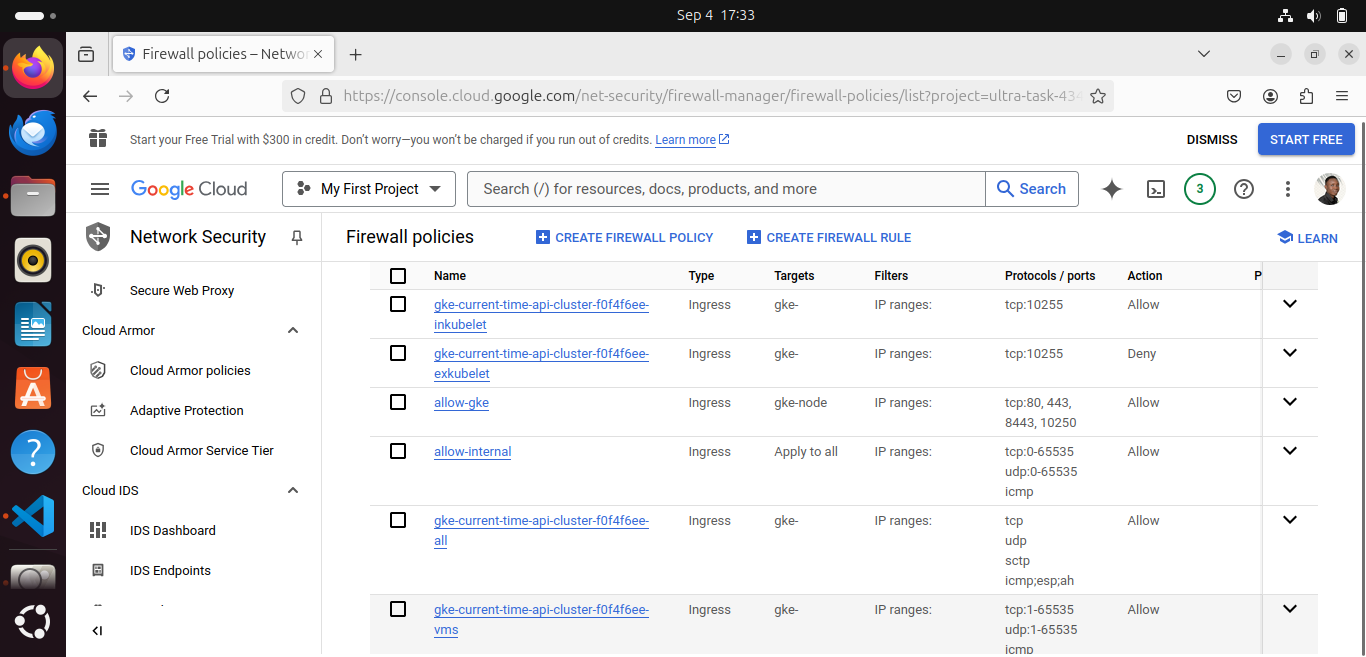 Sep 4 17:33
Firewall policies – Netwo
https://console.cloud.google.com/net-security/firewall-manager/firewall-policies/list?project=ultra-task-434
Start your Free Trial with $300 in credit. Don't worry—you won't be charged if you run out of credits. Learn more
DISMISS
START FREE
Google Cloud
My First Project
Search (/) for resources, docs, products, and more
Search
3
Network Security
Firewall policies
CREATE FIREWALL POLICY
CREATE FIREWALL RULE
LEARN
Secure Web Proxy
Cloud Armor
Cloud Armor policies
Adaptive Protection
Cloud Armor Service Tier
Cloud IDS
IDS Dashboard
IDS Endpoints
Name Type Targets Filters Protocols / ports Action P
gke-current-time-api-cluster-f0f4f6ee- Ingress gke- IP ranges: tcp:10255 Allow
inkubelet
gke-current-time-api-cluster-f0f4f6ee- Ingress gke- IP ranges: tcp:10255 Deny
exkubelet
allow-gke Ingress gke-node IP ranges: tcp:80, 443, Allow
8443, 10250
allow-internal Ingress Apply to all IP ranges: tcp:0-65535 Allow
udp:0-65535
icmp
gke-current-time-api-cluster-f0f4f6ee- Ingress gke- IP ranges: tcp Allow
all udp
sctp
icmp;esp;ah
gke-current-time-api-cluster-f0f4f6ee- Ingress gke- IP ranges: tcp:1-65535 Allow
vms udp:1-65535
icmp